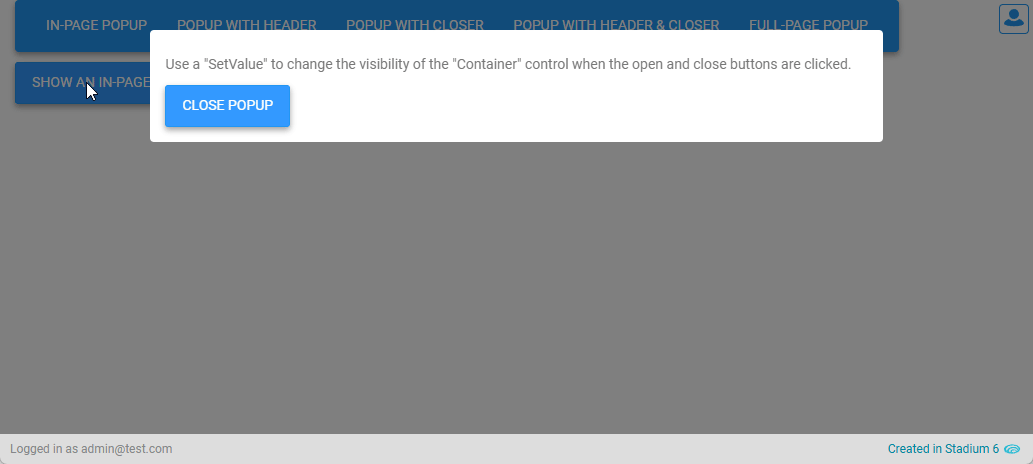 IN-PAGE POPUP POPUP WITH HEADER POPUP WITH CLOSER POPUP WITH HEADER & CLOSER FULL-PAGE POPUP
Use a "SetValue" to change the visibility of the "Container" control when the open and close buttons are clicked.
SHOW AN IN-PAGE
CLOSE POPUP
Logged in as admin@test.com
Created in Stadium 6